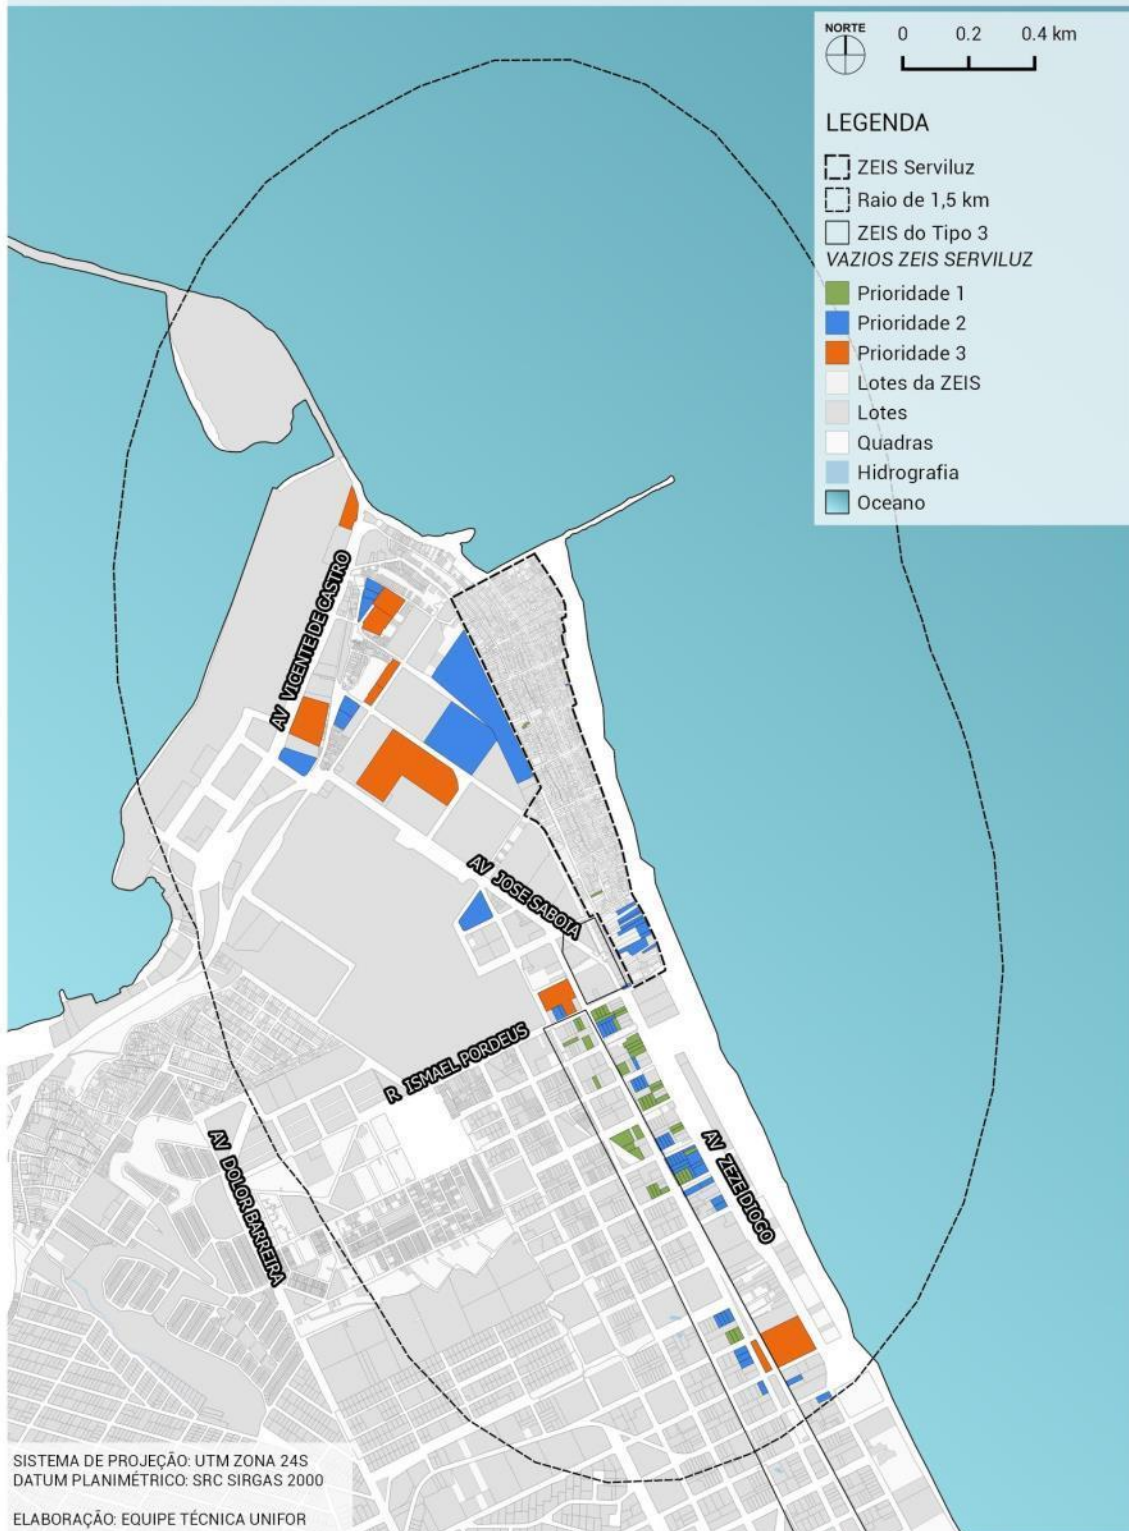 NORTE
0 0.2 0.4 km
LEGENDA
ZEIS Serviluz
Raio de 1,5 km
ZEIS do Tipo 3
VAZIOS ZEIS SERVILUZ
Prioridade 1
Prioridade 2
Prioridade 3
Lotes da ZEIS
Lotes
Quadras
Hidrografia
Oceano
AV VICENTE DE CASTRO
AV JOSE SABOIA
R ISMAEL PORDEUS
AV DOLOR BARREIRA
AV ZEZE DIOGO
SISTEMA DE PROJEÇÃO: UTM ZONA 24S
DATUM PLANIMÉTRICO: SRC SIRGAS 2000
ELABORAÇÃO: EQUIPE TÉCNICA UNIFOR